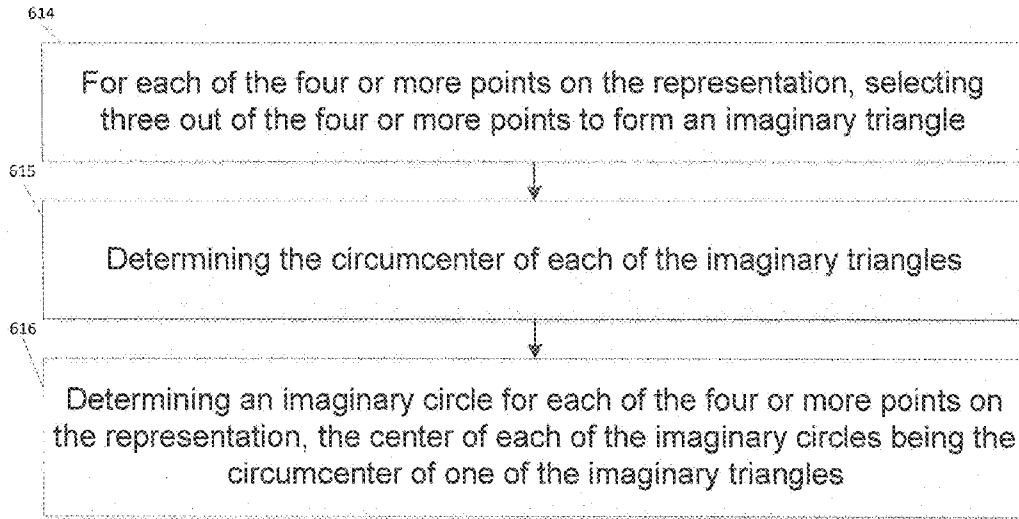 614
For each of the four or more points on the representation, selecting
three out of the four or more points to form an imaginary triangle
615
Determining the circumcenter of each of the imaginary triangles
616
Determining an imaginary circle for each of the four or more points on
the representation, the center of each of the imaginary circles being the
circumcenter of one of the imaginary triangles